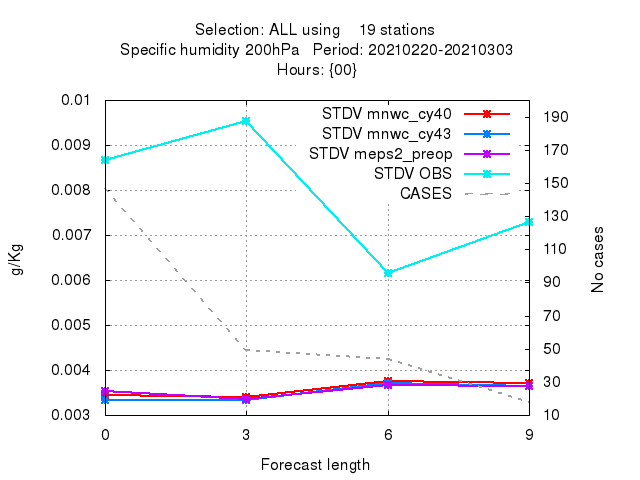 Selection: ALL using 19 stations
Specific humidity 200hPa Period: 20210220-20210303
Hours: {00}
0.01
0.009
0.008
0.007
0.006
0.005
0.004
0.003
g/Kg
STDV mnwc_cy40
STDV mnwc_cy43
STDV meps2_preop
STDV OBS
CASES
190
170
150
130
110
90
70
50
30
10
No cases
0 3 6 9
Forecast length